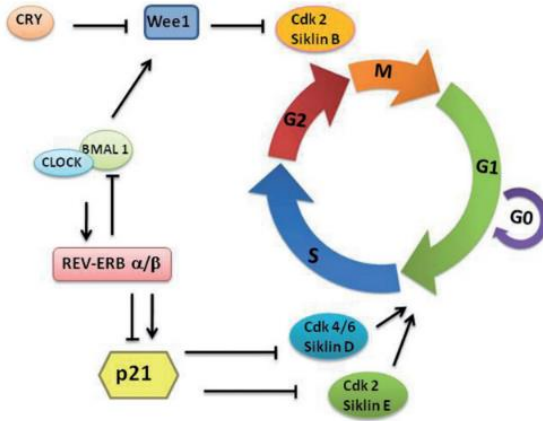 CRY
Wee1
Cdk 2
Siklin B
M
G2
G1
BMAL 1
CLOCK
G0
S
REV-ERB α/β
Cdk 4/6
Siklin D
p21
Cdk 2
Siklin E